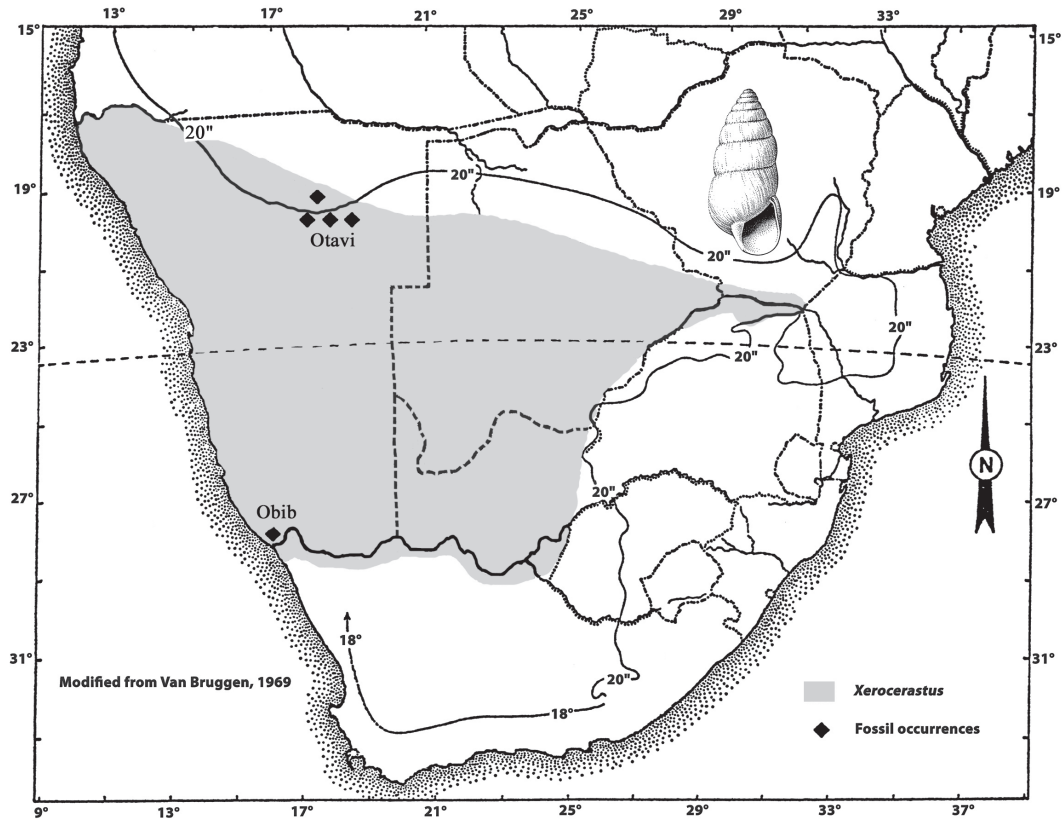 13° 17° 21° 25° 29° 33°
15° 15°
20"
19° 20" 19°
Otavi
20"
20"
23° 20" 23°
N
20"
27° 27°
Obib
18°
31° 31°
20"
Modified from Van Bruggen, 1969
Xerocerastus
18°
Fossil occurrences
9° 13° 17° 21° 25° 29° 33° 37°